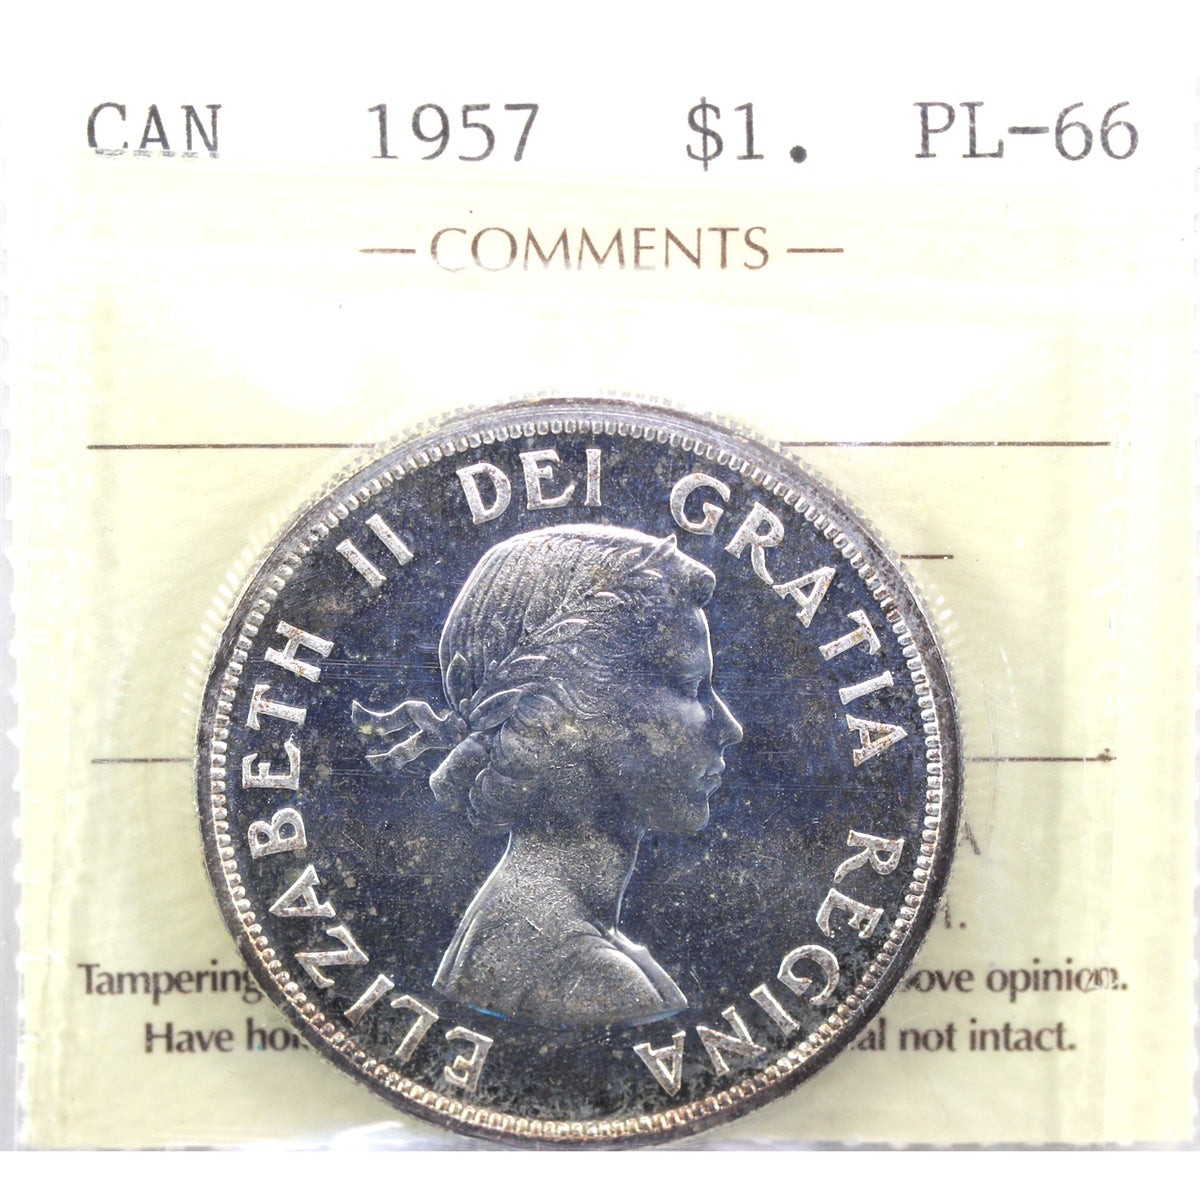 CAN 1957 $1. PL-66
— COMMENTS —
ELIZABETH II DEI GRATIA REGINA
Tampering ove opinion.
Have ho al not intact.